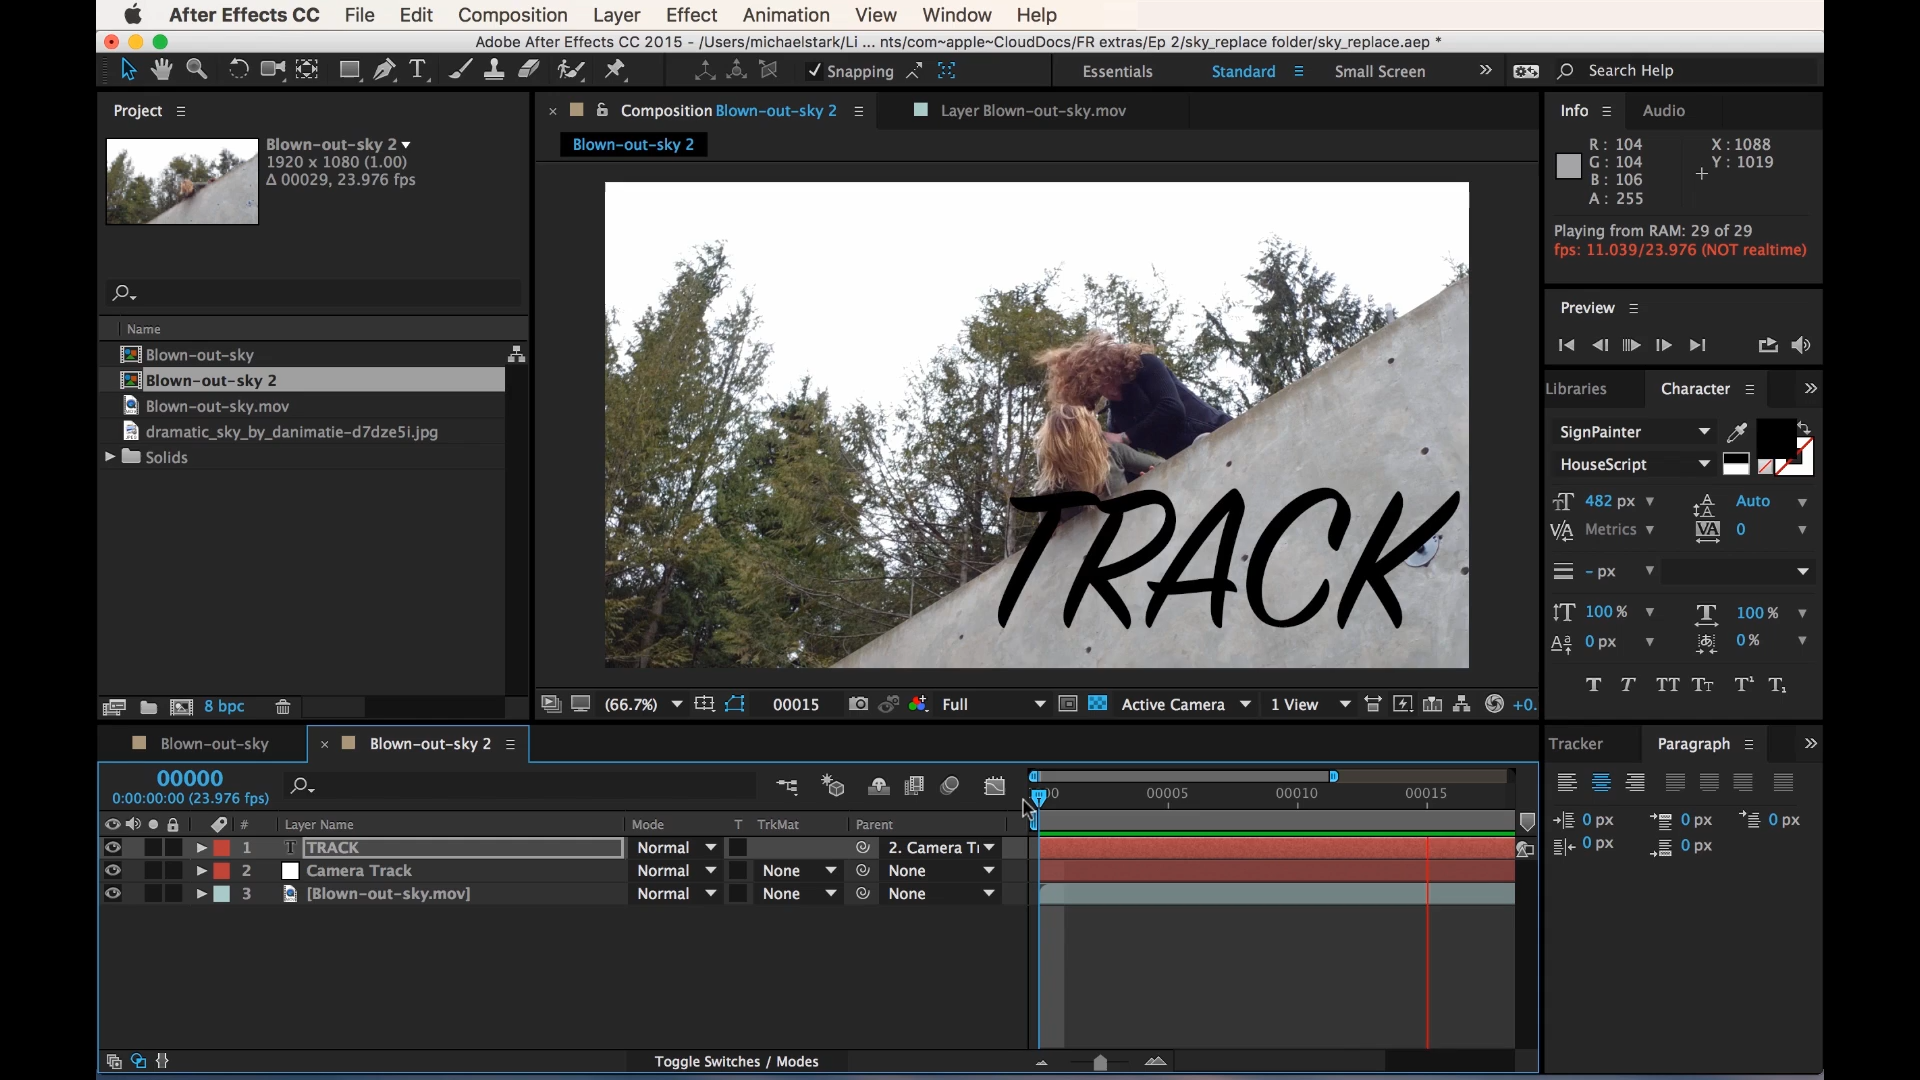 After Effects CC File Edit Composition Layer Effect Animation View Window Help
Adobe After Effects CC 2015 - /Users/michaelstark/Li ... nts/com~apple~CloudDocs/FR extras/Ep 2/sky_replace folder/sky_replace.aep *
Snapping Essentials Standard Small Screen Search Help
Project
Blown-out-sky 2
1920 x 1080 (1.00)
Δ 00029, 23.976 fps
Name
Blown-out-sky
Blown-out-sky 2
Blown-out-sky.mov
dramatic_sky_by_danimatie-d7dze5i.jpg
Solids
8 bpc
Composition Blown-out-sky 2 Layer Blown-out-sky.mov
Blown-out-sky 2
TRACK
(66.7%) 00015 Full Active Camera 1 View +0.
Info Audio
R: 104 X: 1088
G: 104 Y: 1019
B: 106
A: 255
Playing from RAM: 29 of 29
fps: 11.039/23.976 (NOT realtime)
Preview
Libraries Character
SignPainter
HouseScript
482 px Auto
Metrics 0
- px
100 % 100 %
0 px 0 %
T T TT TT T¹ T₁
Tracker Paragraph
0 px 0 px 0 px
0 px 0 px
Blown-out-sky Blown-out-sky 2
00000
0:00:00:00 (23.976 fps)
00 00005 00010 00015
# Layer Name Mode T TrkMat Parent
1 T TRACK Normal 2. Camera Tr
2 Camera Track Normal None None
3 [Blown-out-sky.mov] Normal None None
Toggle Switches / Modes